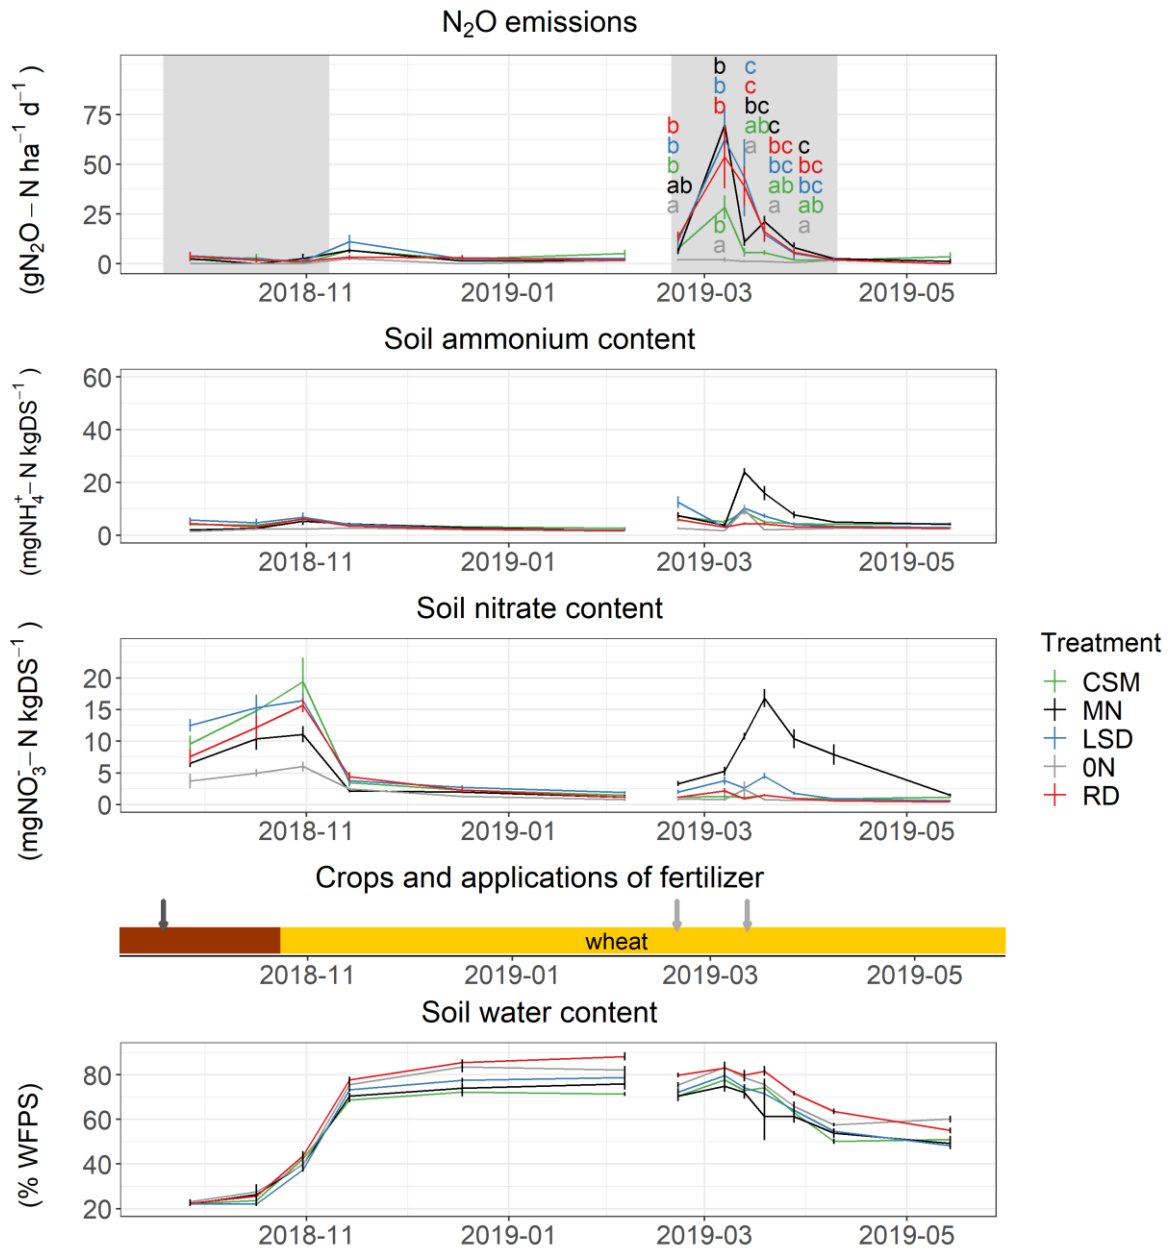 N₂O emissions
(gN₂O – N ha⁻¹ d⁻¹ )
75
50
25
0
b
b
b
ab
a
b
b
b
b
a
c
c
bc
ab
a
c
bc
bc
ab
a
c
bc
bc
ab
a
2018-11 2019-01 2019-03 2019-05
Soil ammonium content
(mgNH₄⁺ – N kgDS⁻¹ )
60
40
20
0
2018-11 2019-01 2019-03 2019-05
Soil nitrate content
(mgNO₃⁻ – N kgDS⁻¹ )
20
15
10
5
0
2018-11 2019-01 2019-03 2019-05
Treatment
CSM
MN
LSD
0N
RD
Crops and applications of fertilizer
wheat
2018-11 2019-01 2019-03 2019-05
Soil water content
(% WFPS)
80
60
40
20
2018-11 2019-01 2019-03 2019-05